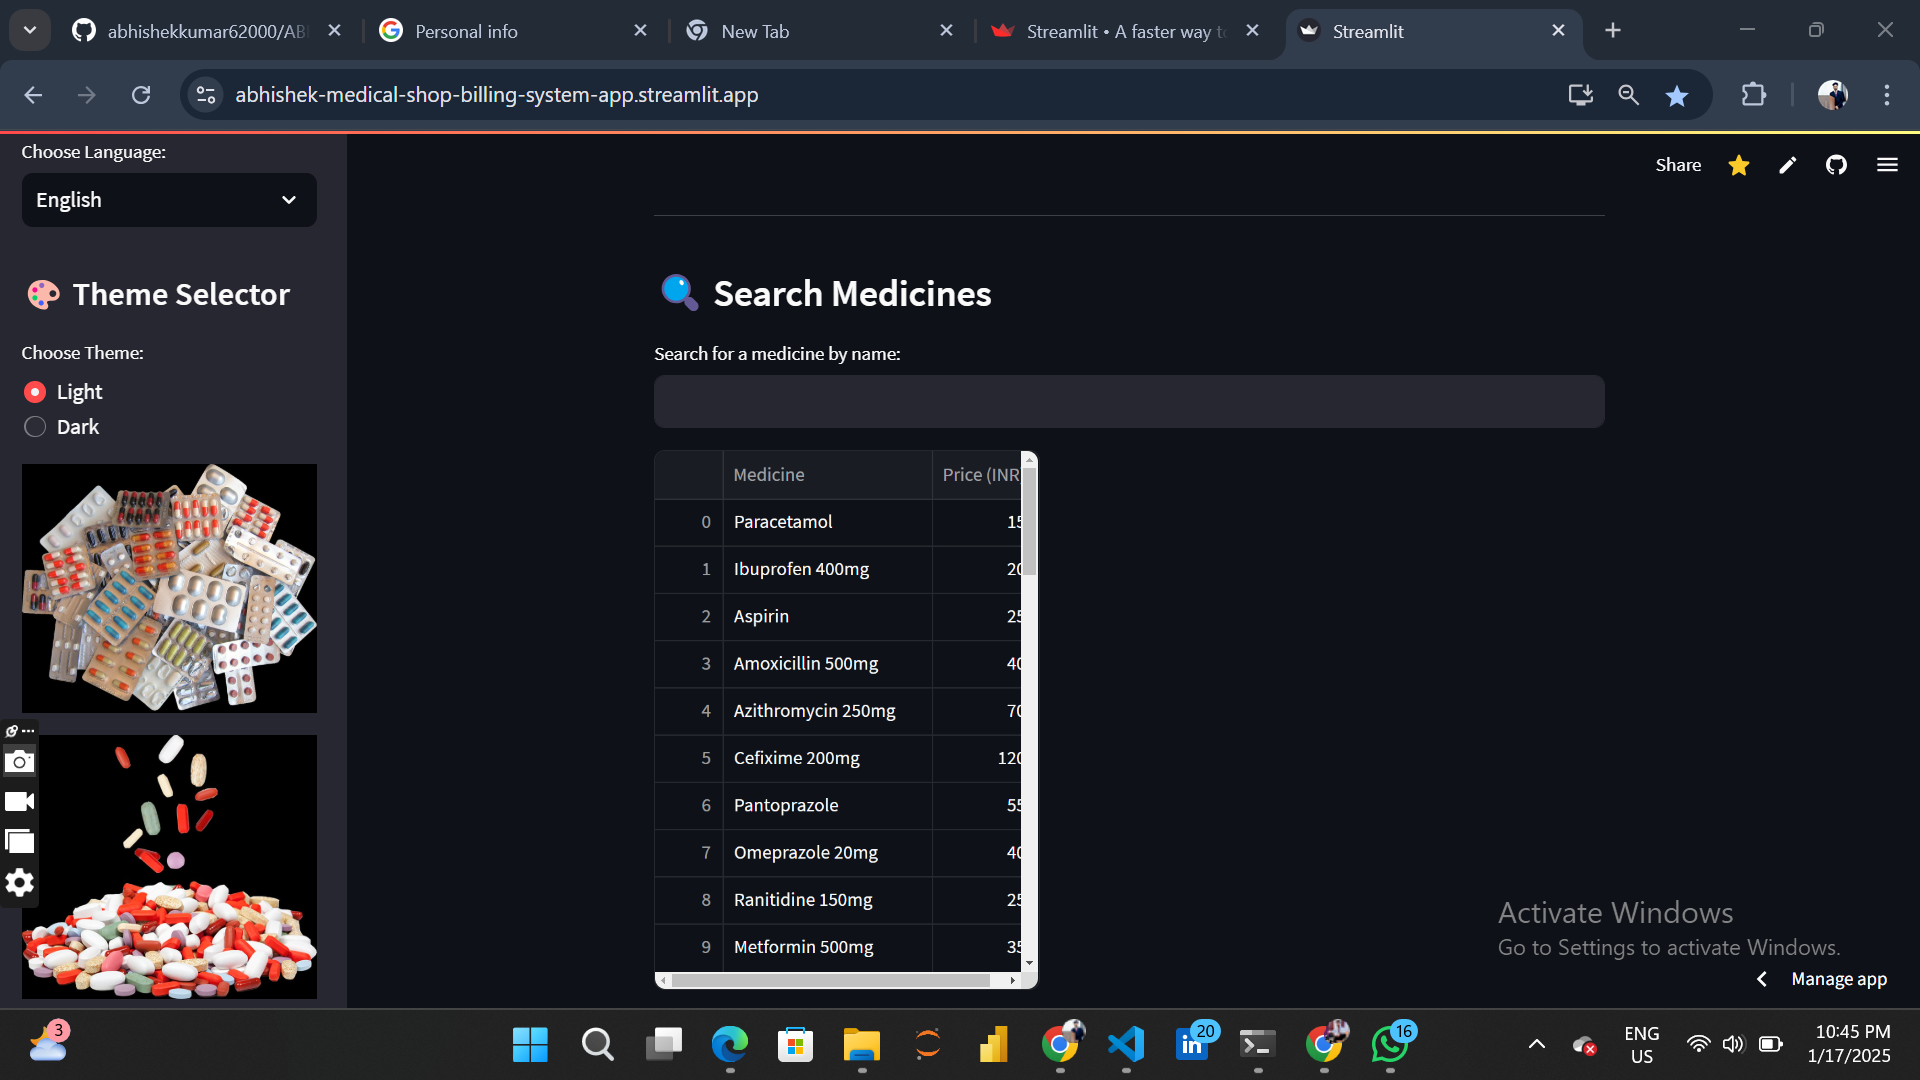 abhishekkumar62000/AB
Personal info
New Tab
Streamlit • A faster way to
Streamlit
abhishek-medical-shop-billing-system-app.streamlit.app
Choose Language:
English
Theme Selector
Choose Theme:
Light
Dark
Share
Search Medicines
Search for a medicine by name:
Medicine Price (INR
0 Paracetamol 15
1 Ibuprofen 400mg 20
2 Aspirin 25
3 Amoxicillin 500mg 40
4 Azithromycin 250mg 70
5 Cefixime 200mg 120
6 Pantoprazole 55
7 Omeprazole 20mg 40
8 Ranitidine 150mg 25
9 Metformin 500mg 35
Activate Windows
Go to Settings to activate Windows.
Manage app
3
in
20
16
ENG
US
10:45 PM
1/17/2025